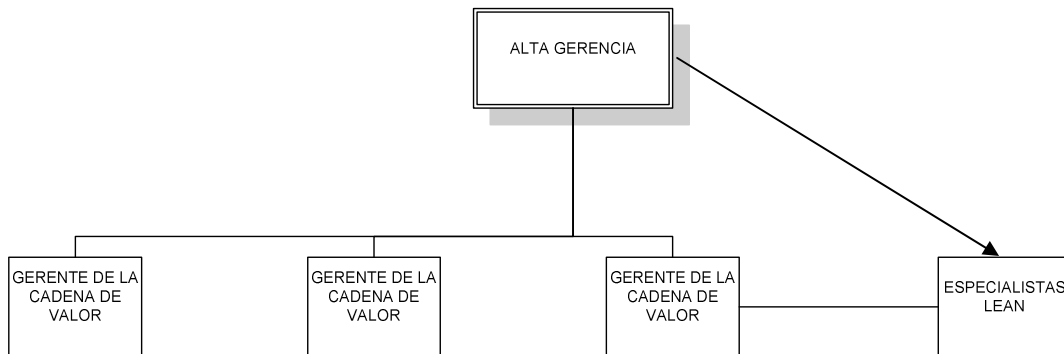 ALTA GERENCIA
GERENTE DE LA
CADENA DE
VALOR
GERENTE DE LA
CADENA DE
VALOR
GERENTE DE LA
CADENA DE
VALOR
ESPECIALISTAS
LEAN